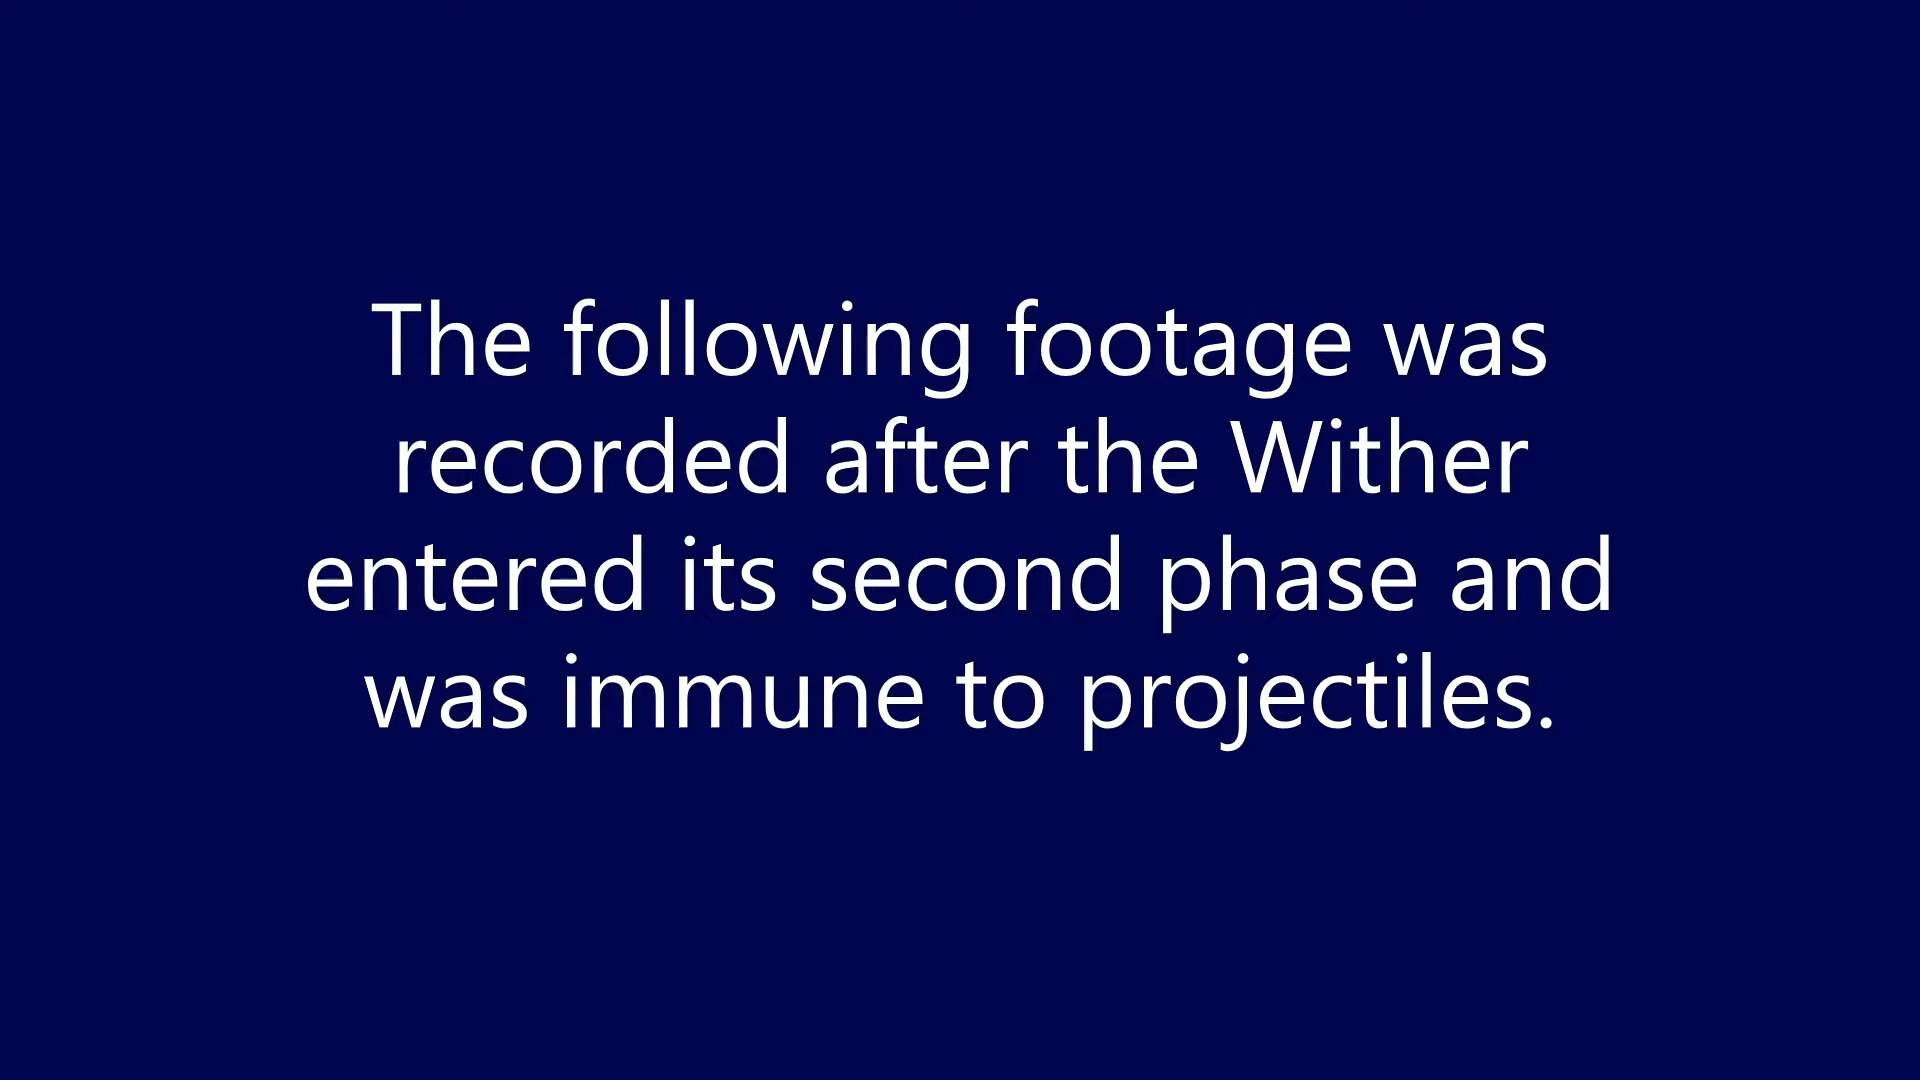 The following footage was
recorded after the Wither
entered its second phase and
was immune to projectiles.